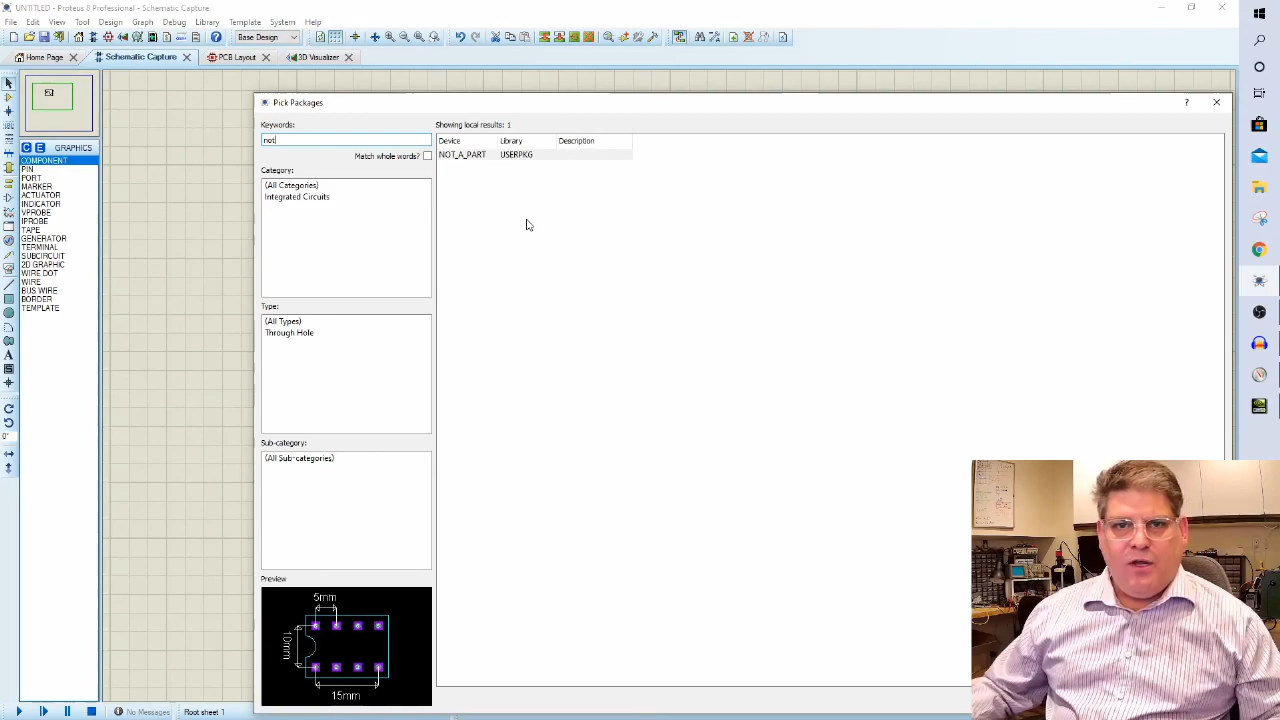 UNTITLED - Proteus 8 Professional - Schematic Capture
File Edit View Tool Design Graph Debug Library Template System Help
Base Design
Home Page Schematic Capture PCB Layout 3D Visualizer
C E GRAPHICS
COMPONENT
PIN
PORT
MARKER
ACTUATOR
INDICATOR
VPROBE
IPROBE
TAPE
GENERATOR
TERMINAL
SUBCIRCUIT
2D GRAPHIC
WIRE DOT
WIRE
BUS WIRE
BORDER
TEMPLATE
A
0°
Pick Packages
?
Keywords:
not
Match whole words?
Category:
(All Categories)
Integrated Circuits
Type:
(All Types)
Through Hole
Sub-category:
(All Sub-categories)
Preview
5mm
10mm
15mm
Showing local results: 1
Device Library Description
NOT_A_PART USERPKG
No Messages Root sheet 1